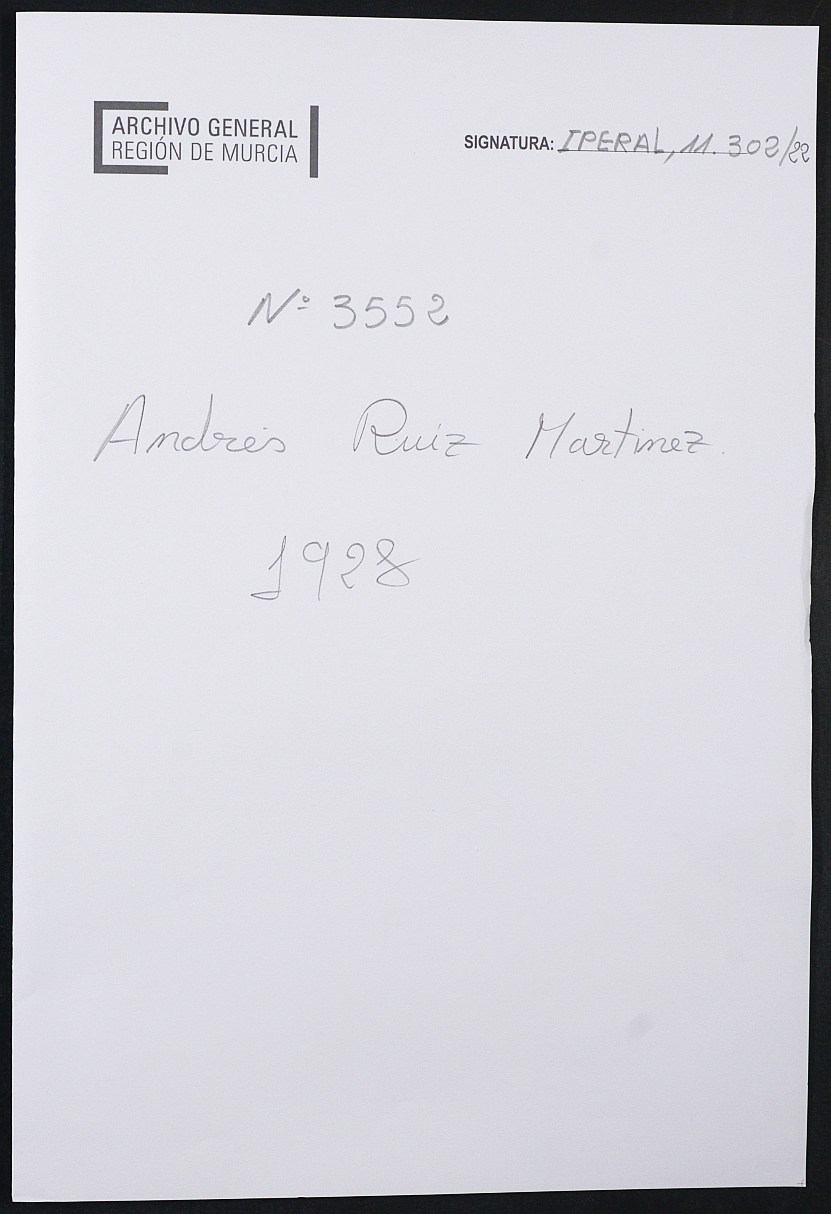 ARCHIVO GENERAL
REGIÓN DE MURCIA
SIGNATURA: IPERAL, 11.302/22
Nº 3552
Andrés Ruiz Martinez.
1928